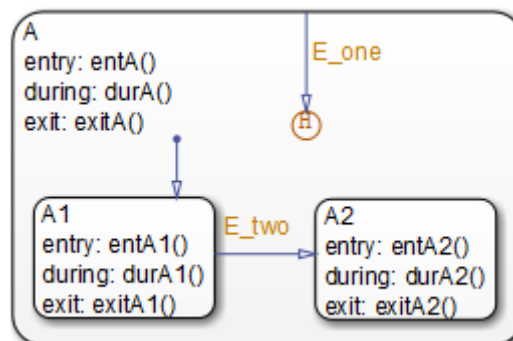 A
entry: entA()
during: durA()
exit: exitA()
E_one
H
A1
entry: entA1()
during: durA1()
exit: exitA1()
E_two
A2
entry: entA2()
during: durA2()
exit: exitA2()